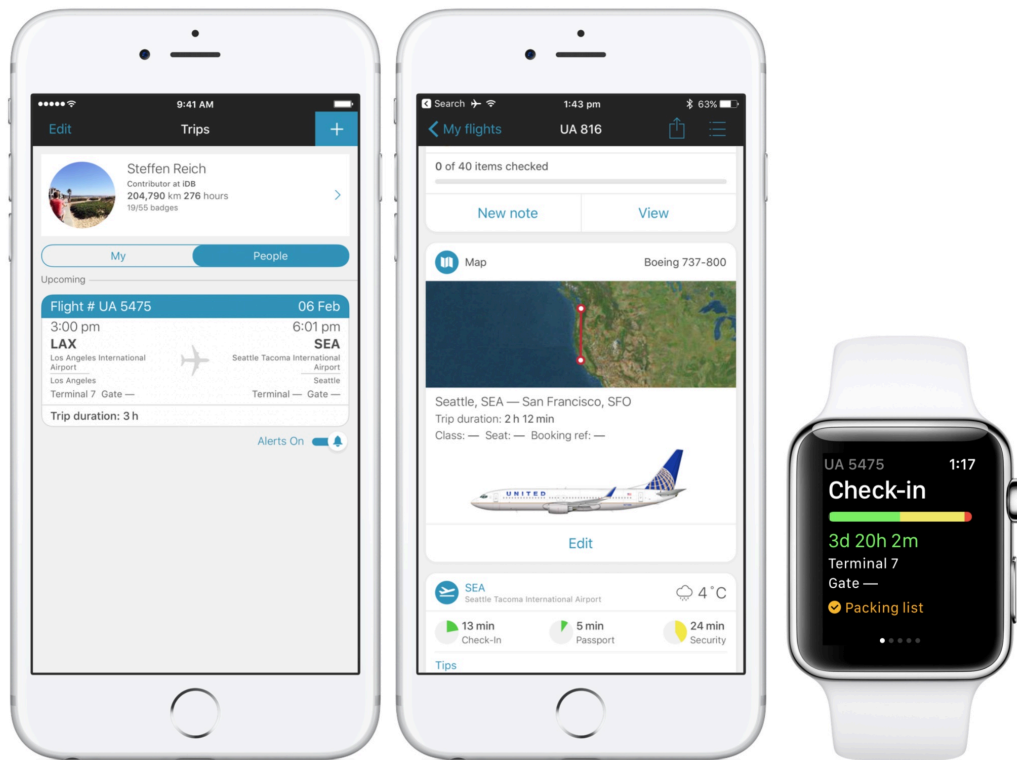 9:41 AM
Edit Trips +
Steffen Reich
Contributor at iDB
204,790 km 276 hours
19/55 badges
My People
Upcoming
Flight # UA 5475 06 Feb
3:00 pm 6:01 pm
LAX SEA
Los Angeles International Airport Seattle Tacoma International Airport
Los Angeles Seattle
Terminal 7 Gate — Terminal — Gate —
Trip duration: 3 h
Alerts On
Search 1:43 pm 63%
My flights UA 816
0 of 40 items checked
New note View
Map Boeing 737-800
Seattle, SEA — San Francisco, SFO
Trip duration: 2 h 12 min
Class: — Seat: — Booking ref: —
UNITED
Edit
SEA 4°C
Seattle Tacoma International Airport
13 min 5 min 24 min
Check-In Passport Security
Tips
UA 5475 1:17
Check-in
3d 20h 2m
Terminal 7
Gate —
Packing list